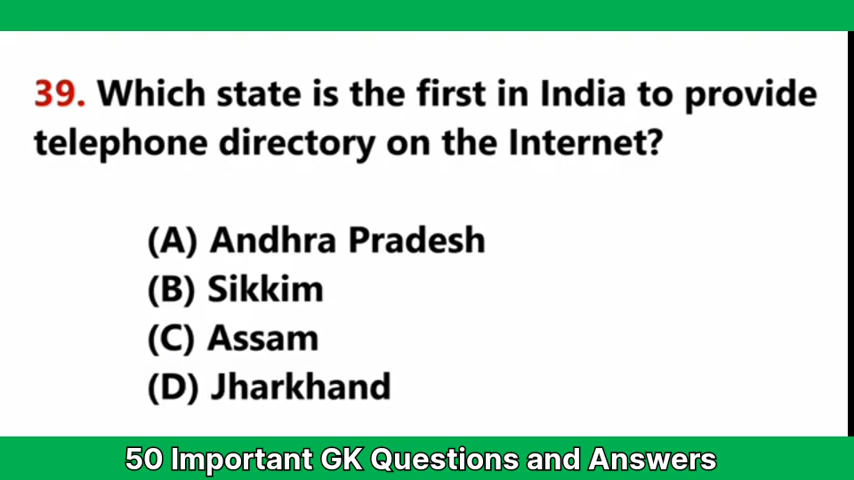 39. Which state is the first in India to provide
telephone directory on the Internet?
(A) Andhra Pradesh
(B) Sikkim
(C) Assam
(D) Jharkhand
50 Important GK Questions and Answers